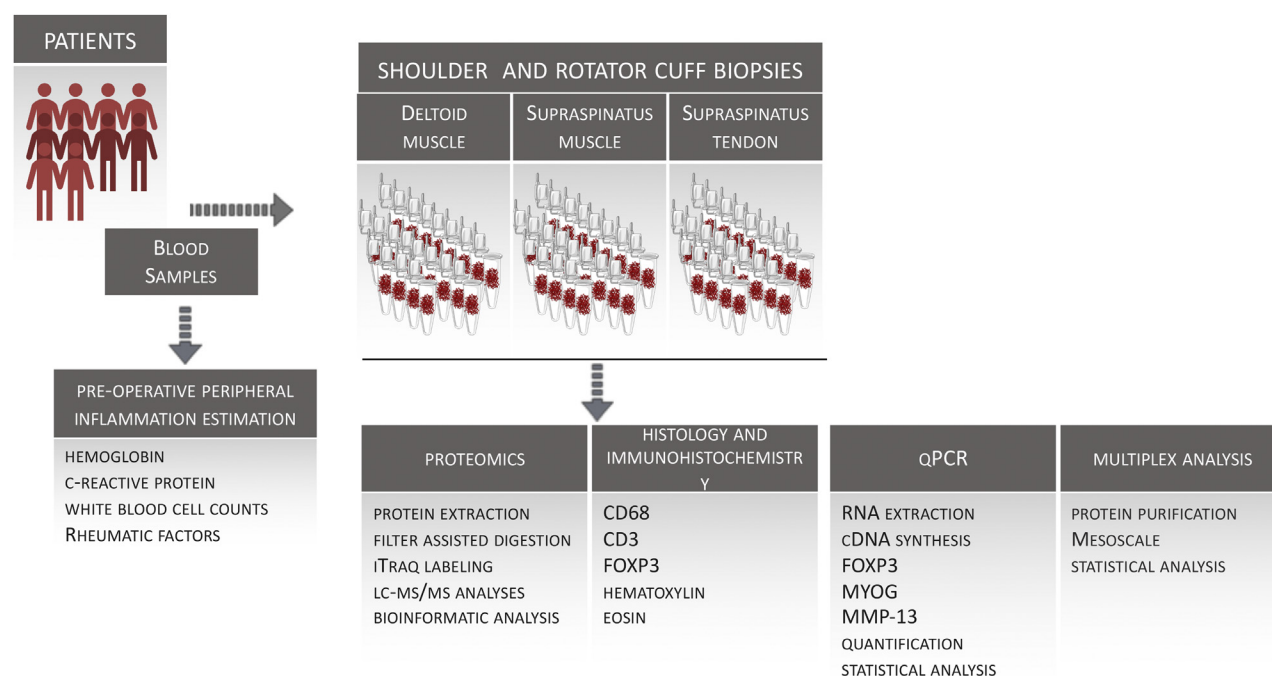 PATIENTS
BLOOD
SAMPLES
PRE-OPERATIVE PERIPHERAL
INFLAMMATION ESTIMATION
HEMOGLOBIN
C-REACTIVE PROTEIN
WHITE BLOOD CELL COUNTS
RHEUMATIC FACTORS
SHOULDER AND ROTATOR CUFF BIOPSIES
DELTOID
MUSCLE
SUPRASPINATUS
MUSCLE
SUPRASPINATUS
TENDON
PROTEOMICS
PROTEIN EXTRACTION
FILTER ASSISTED DIGESTION
ITRAQ LABELING
LC-MS/MS ANALYSES
BIOINFORMATIC ANALYSIS
HISTOLOGY AND
IMMUNOHISTOCHEMISTR
Y
CD68
CD3
FOXP3
HEMATOXYLIN
EOSIN
QPCR
RNA EXTRACTION
CDNA SYNTHESIS
FOXP3
MYOG
MMP-13
QUANTIFICATION
STATISTICAL ANALYSIS
MULTIPLEX ANALYSIS
PROTEIN PURIFICATION
MESOSCALE
STATISTICAL ANALYSIS